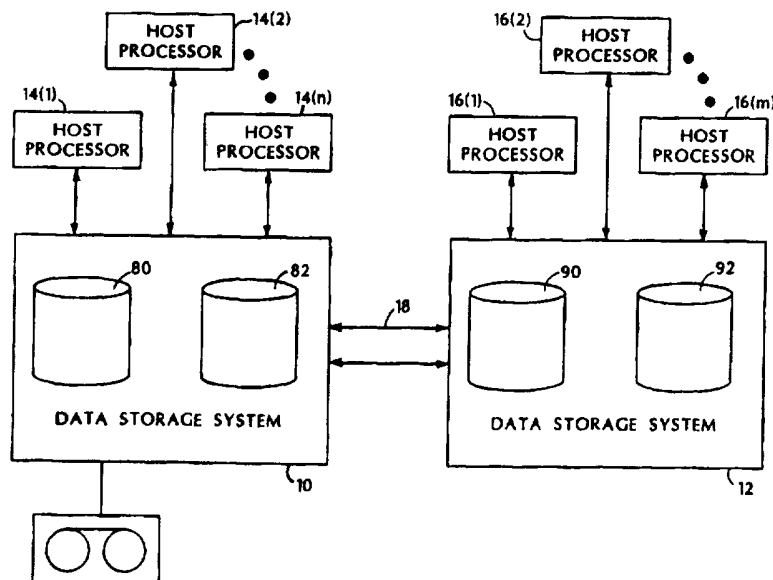 14(2)
HOST
PROCESSOR
14(1)
HOST
PROCESSOR
14(n)
HOST
PROCESSOR
16(2)
HOST
PROCESSOR
16(1)
HOST
PROCESSOR
16(m)
HOST
PROCESSOR
80
82
18
90
92
DATA STORAGE SYSTEM
10
DATA STORAGE SYSTEM
12